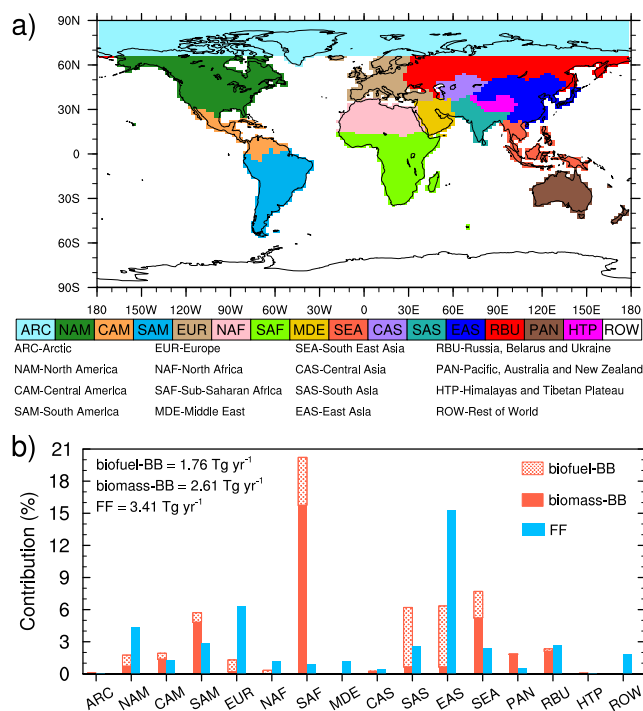 a)
90N
60N
30N
0
30S
60S
90S
180 150W 120W 90W 60W 30W 0 30E 60E 90E 120E 150E 180
ARC NAM CAM SAM EUR NAF SAF MDE SEA CAS SAS EAS RBU PAN HTP ROW
ARC-Arctic EUR-Europe SEA-South East Asia RBU-Russia, Belarus and Ukraine
NAM-North America NAF-North Africa CAS-Central Asia PAN-Pacific, Australia and New Zealand
CAM-Central America SAF-Sub-Saharan Africa SAS-South Asia HTP-Himalayas and Tibetan Plateau
SAM-South America MDE-Middle East EAS-East Asia ROW-Rest of World
b)
Contribution (%)
21
18
15
12
9
6
3
0
biofuel-BB = 1.76 Tg yr⁻¹
biomass-BB = 2.61 Tg yr⁻¹
FF = 3.41 Tg yr⁻¹
biofuel-BB
biomass-BB
FF
ARC NAM CAM SAM EUR NAF SAF MDE CAS SAS EAS SEA PAN RBU HTP ROW